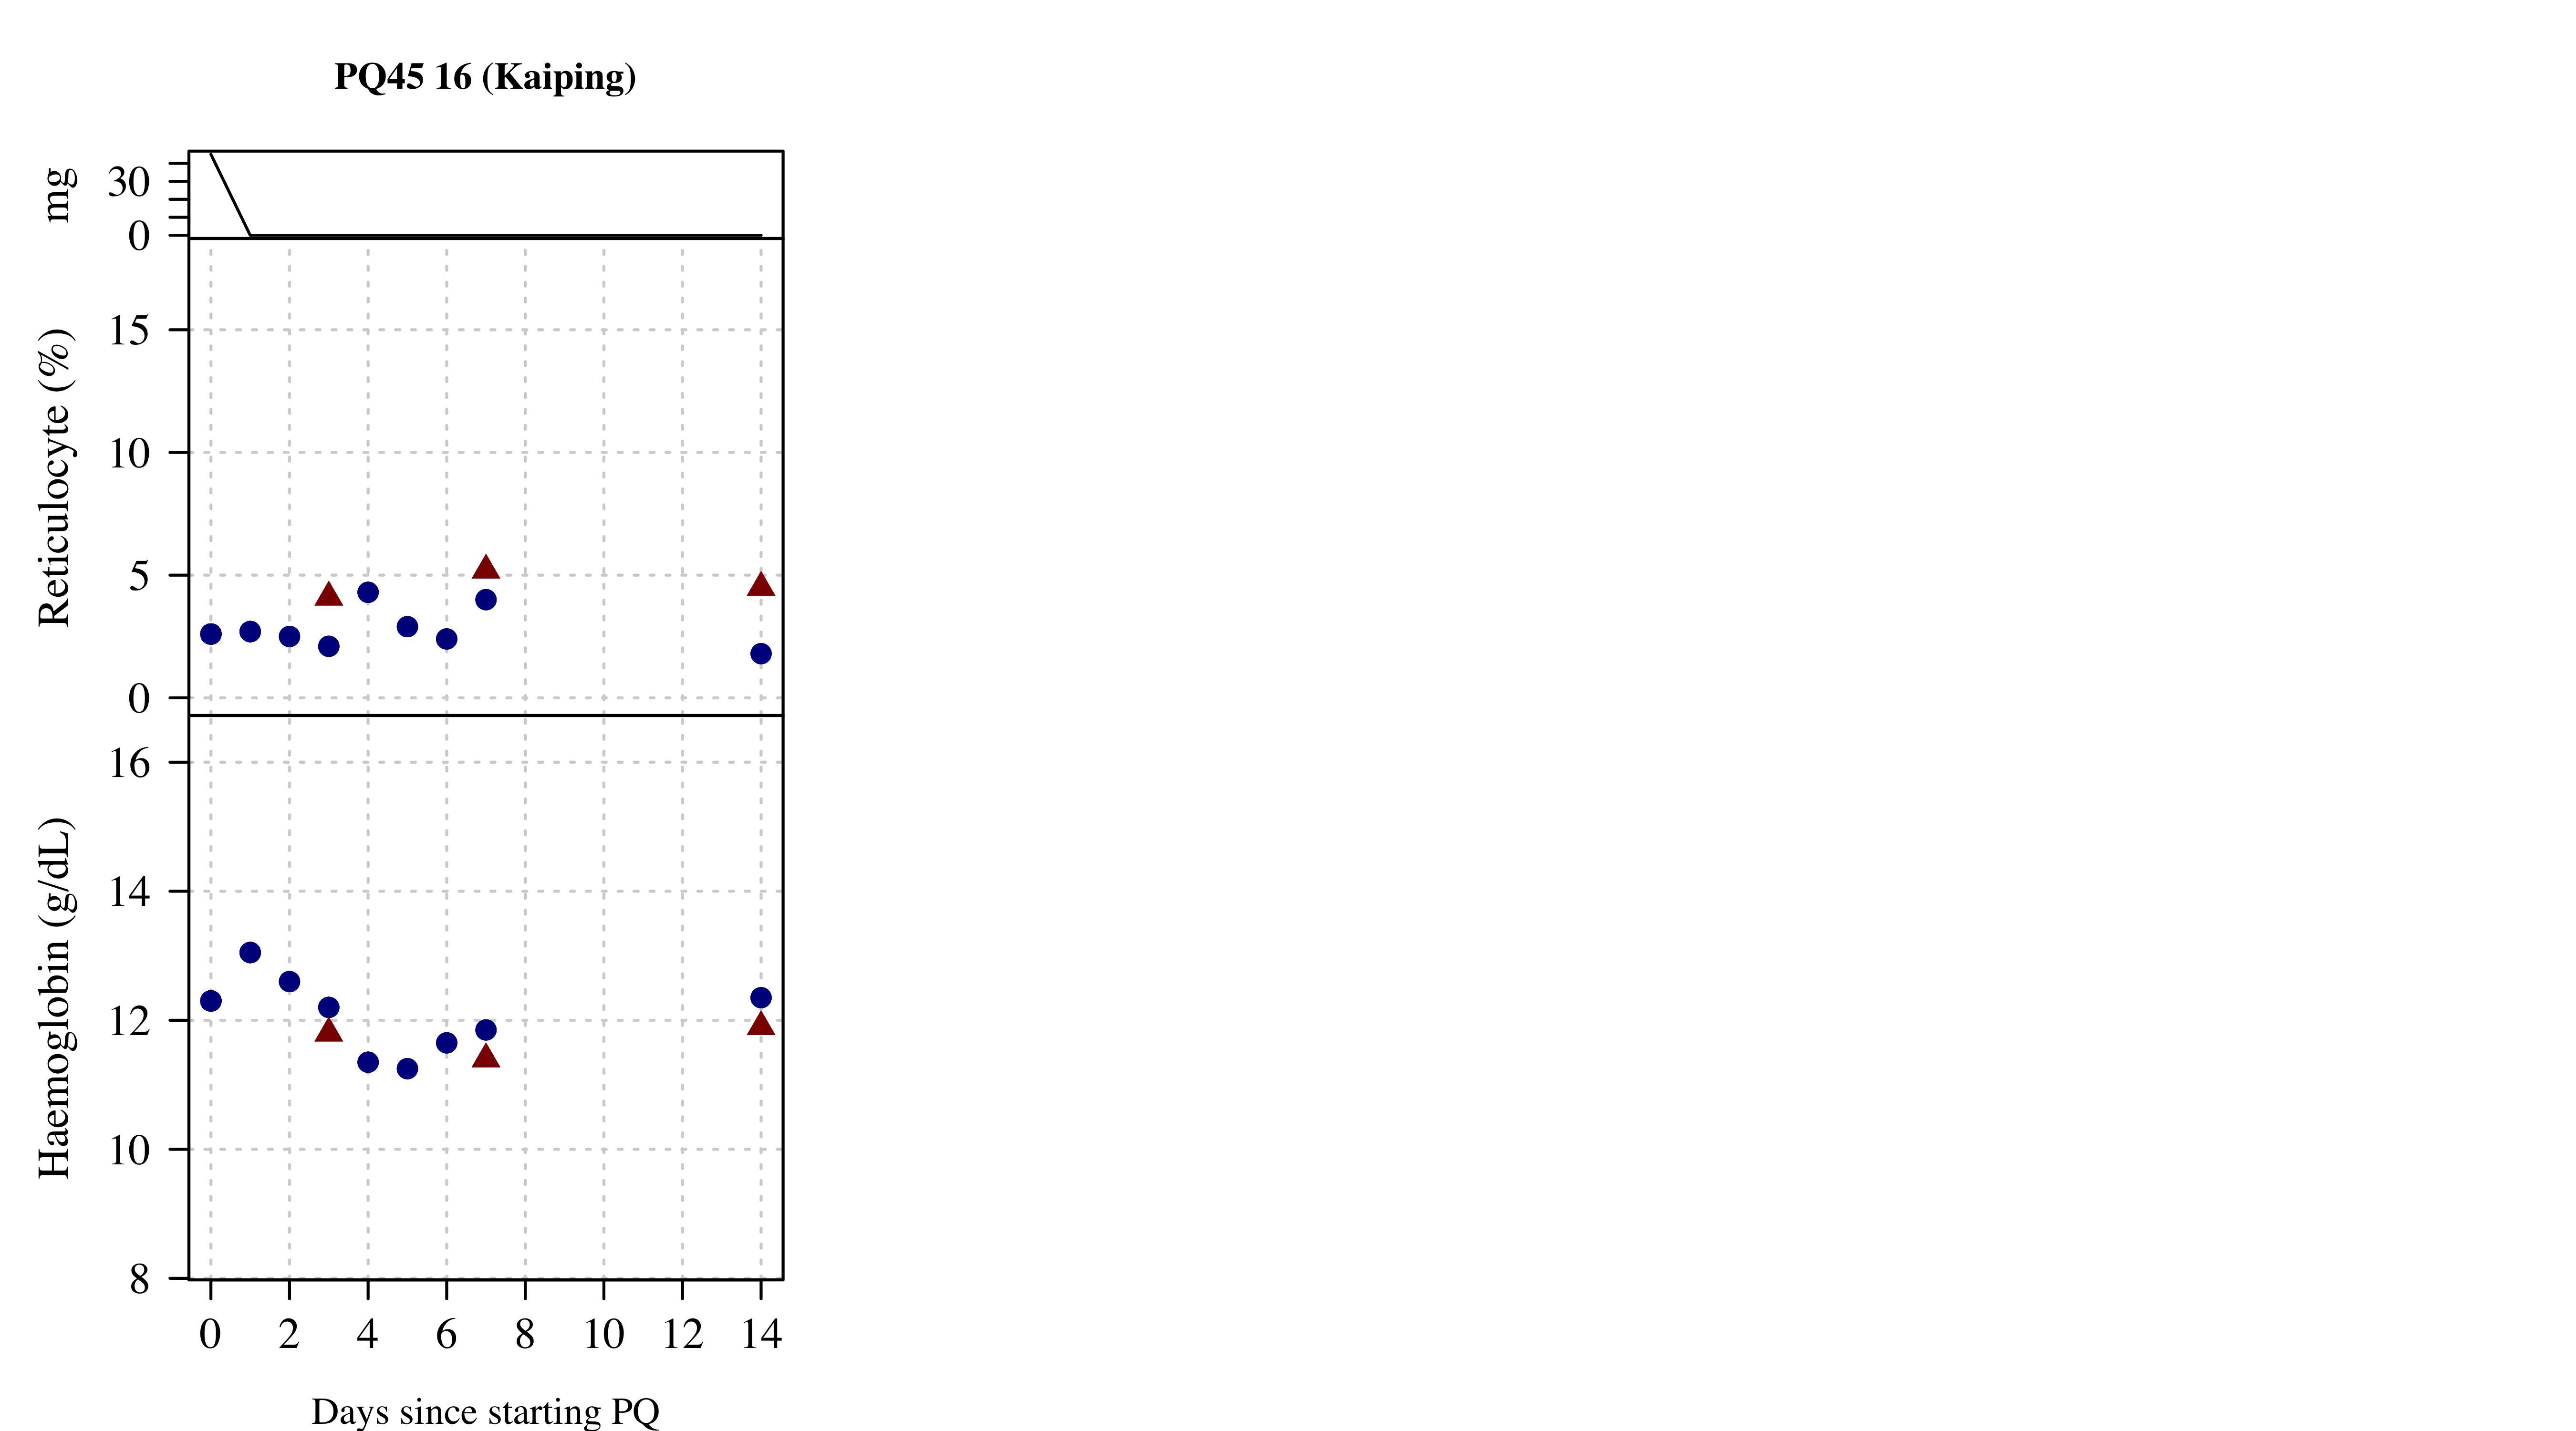 PQ45 16 (Kaiping)
mg
30
0
Reticulocyte (%)
15
10
5
0
Haemoglobin (g/dL)
16
14
12
10
8
0 2 4 6 8 10 12 14
Days since starting PQ